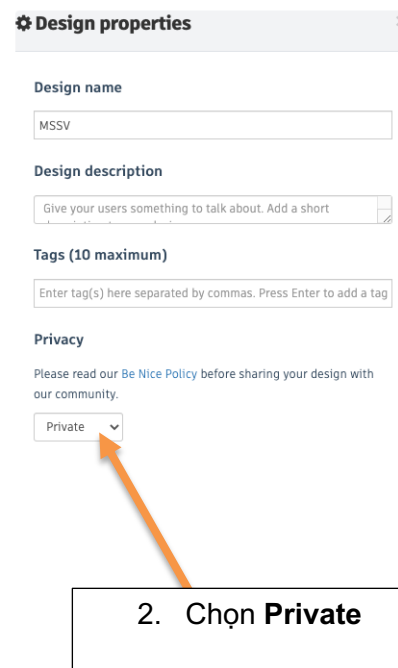 Design properties
Design name
MSSV
Design description
Give your users something to talk about. Add a short
Tags (10 maximum)
Enter tag(s) here separated by commas. Press Enter to add a tag
Privacy
Please read our Be Nice Policy before sharing your design with
our community.
Private
2. Chọn Private